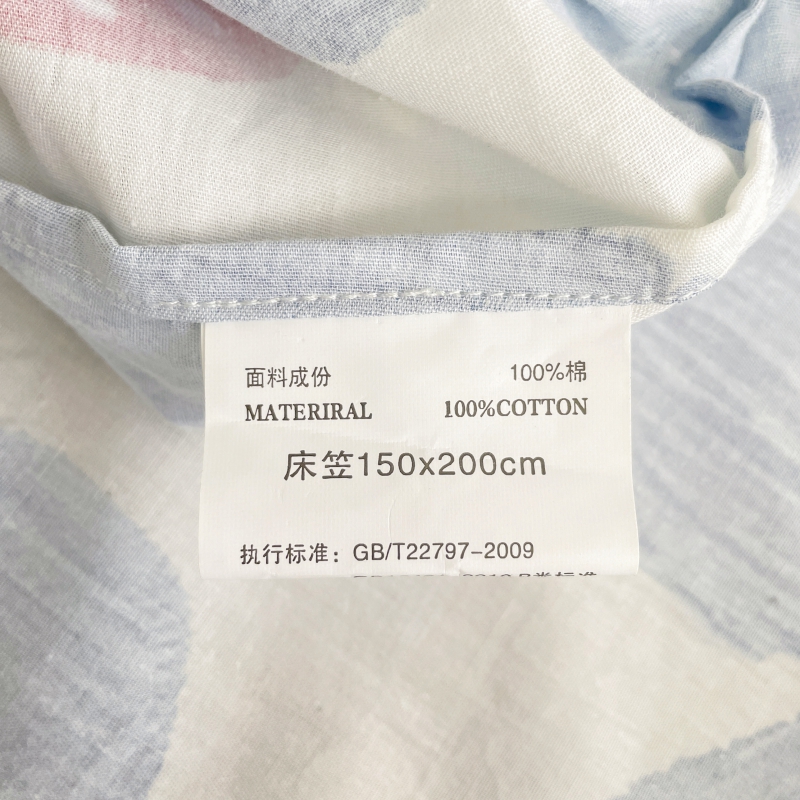 面料成份 100%棉
MATERIRAL 100%COTTON
床笠150x200cm
执行标准：GB/T22797-2009